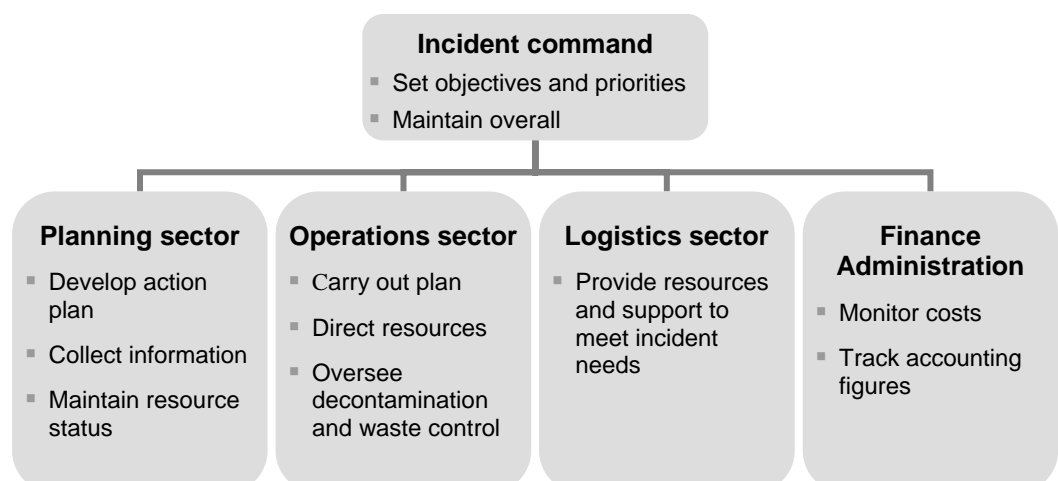 Incident command
▪ Set objectives and priorities
▪ Maintain overall
Planning sector
▪ Develop action
plan
▪ Collect information
▪ Maintain resource
status
Operations sector
▪ Carry out plan
▪ Direct resources
▪ Oversee
decontamination
and waste control
Logistics sector
▪ Provide resources
and support to
meet incident
needs
Finance
Administration
▪ Monitor costs
▪ Track accounting
figures